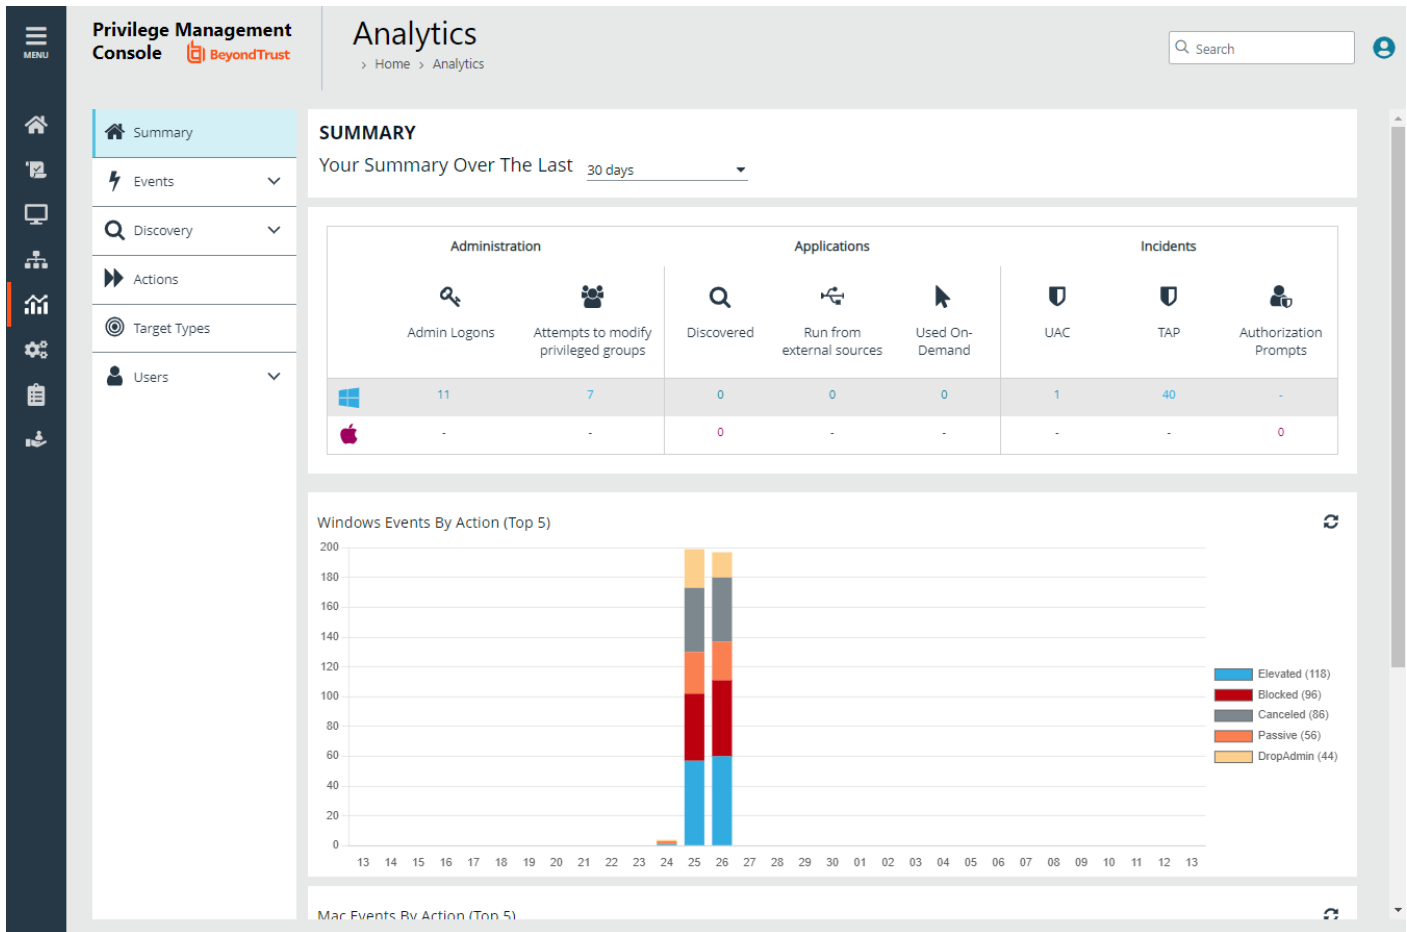 MENU
Privilege Management
Console
BeyondTrust
Analytics
› Home › Analytics
Search
Summary
Events
Discovery
Actions
Target Types
Users
SUMMARY
Your Summary Over The Last 30 days
Administration Applications Incidents
Admin Logons Attempts to modify privileged groups Discovered Run from external sources Used On-Demand UAC TAP Authorization Prompts
11 7 0 0 0 1 40 -
- - 0 - - - - 0
Windows Events By Action (Top 5)
200
180
160
140
120
100
80
60
40
20
0
13 14 15 16 17 18 19 20 21 22 23 24 25 26 27 28 29 30 01 02 03 04 05 06 07 08 09 10 11 12 13
Elevated (118)
Blocked (96)
Canceled (86)
Passive (56)
DropAdmin (44)
Mac Events By Action (Top 5)